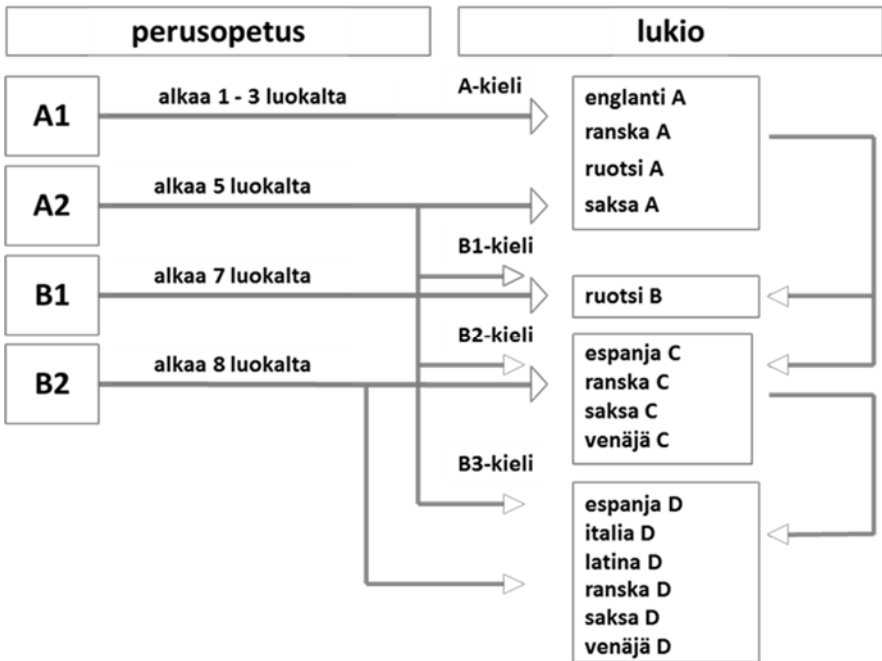 perusopetus
lukio
A1
alkaa 1 - 3 luokalta
A-kieli
englanti A
ranska A
ruotsi A
saksa A
A2
alkaa 5 luokalta
B1-kieli
B1
alkaa 7 luokalta
ruotsi B
B2-kieli
B2
alkaa 8 luokalta
espanja C
ranska C
saksa C
venäjä C
B3-kieli
espanja D
italia D
latina D
ranska D
saksa D
venäjä D